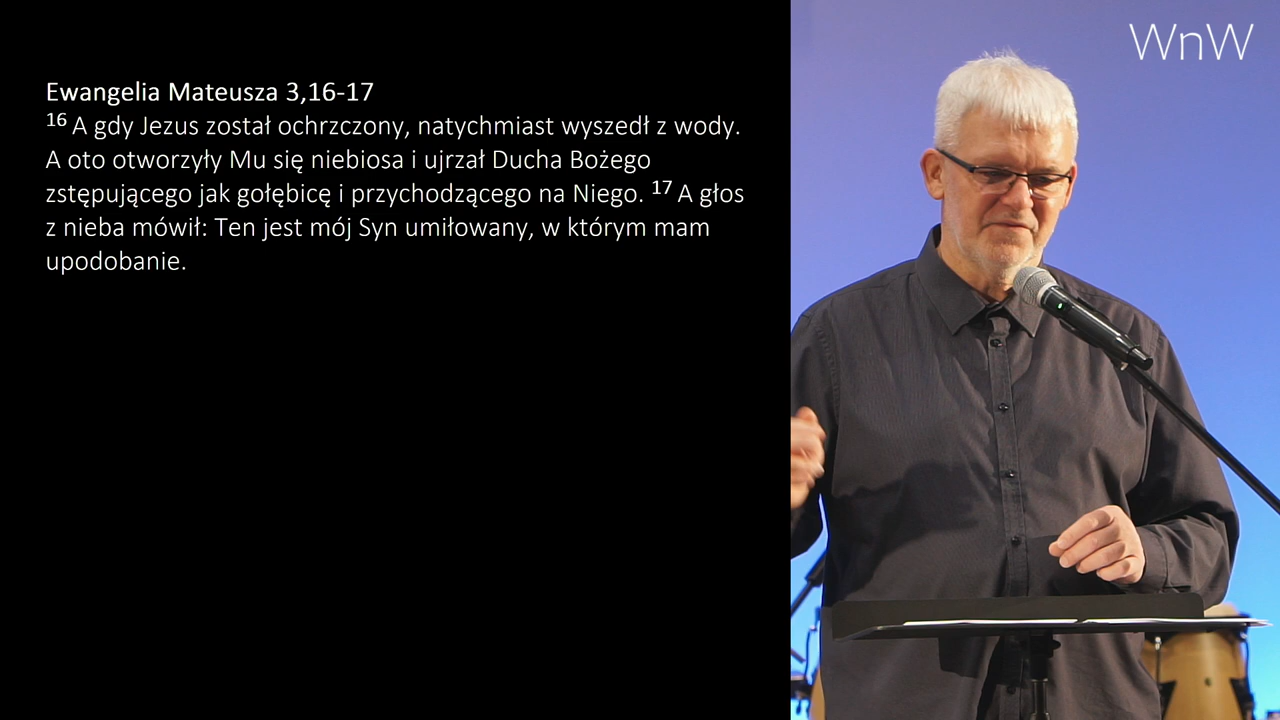 WnW
Ewangelia Mateusza 3,16-17
16 A gdy Jezus został ochrzczony, natychmiast wyszedł z wody.
A oto otworzyły Mu się niebiosa i ujrzał Ducha Bożego
zstępującego jak gołębicę i przychodzącego na Niego. 17 A głos
z nieba mówił: Ten jest mój Syn umiłowany, w którym mam
upodobanie.